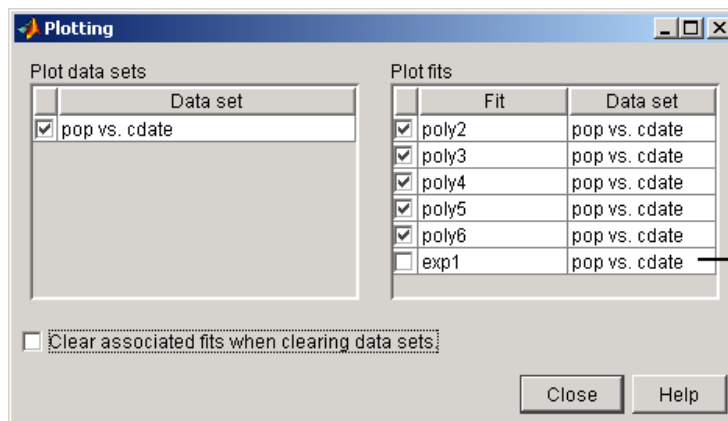 Plotting
Plot data sets
Data set
pop vs. cdate
Plot fits
Fit Data set
poly2 pop vs. cdate
poly3 pop vs. cdate
poly4 pop vs. cdate
poly5 pop vs. cdate
poly6 pop vs. cdate
exp1 pop vs. cdate
Clear associated fits when clearing data sets.
Close Help